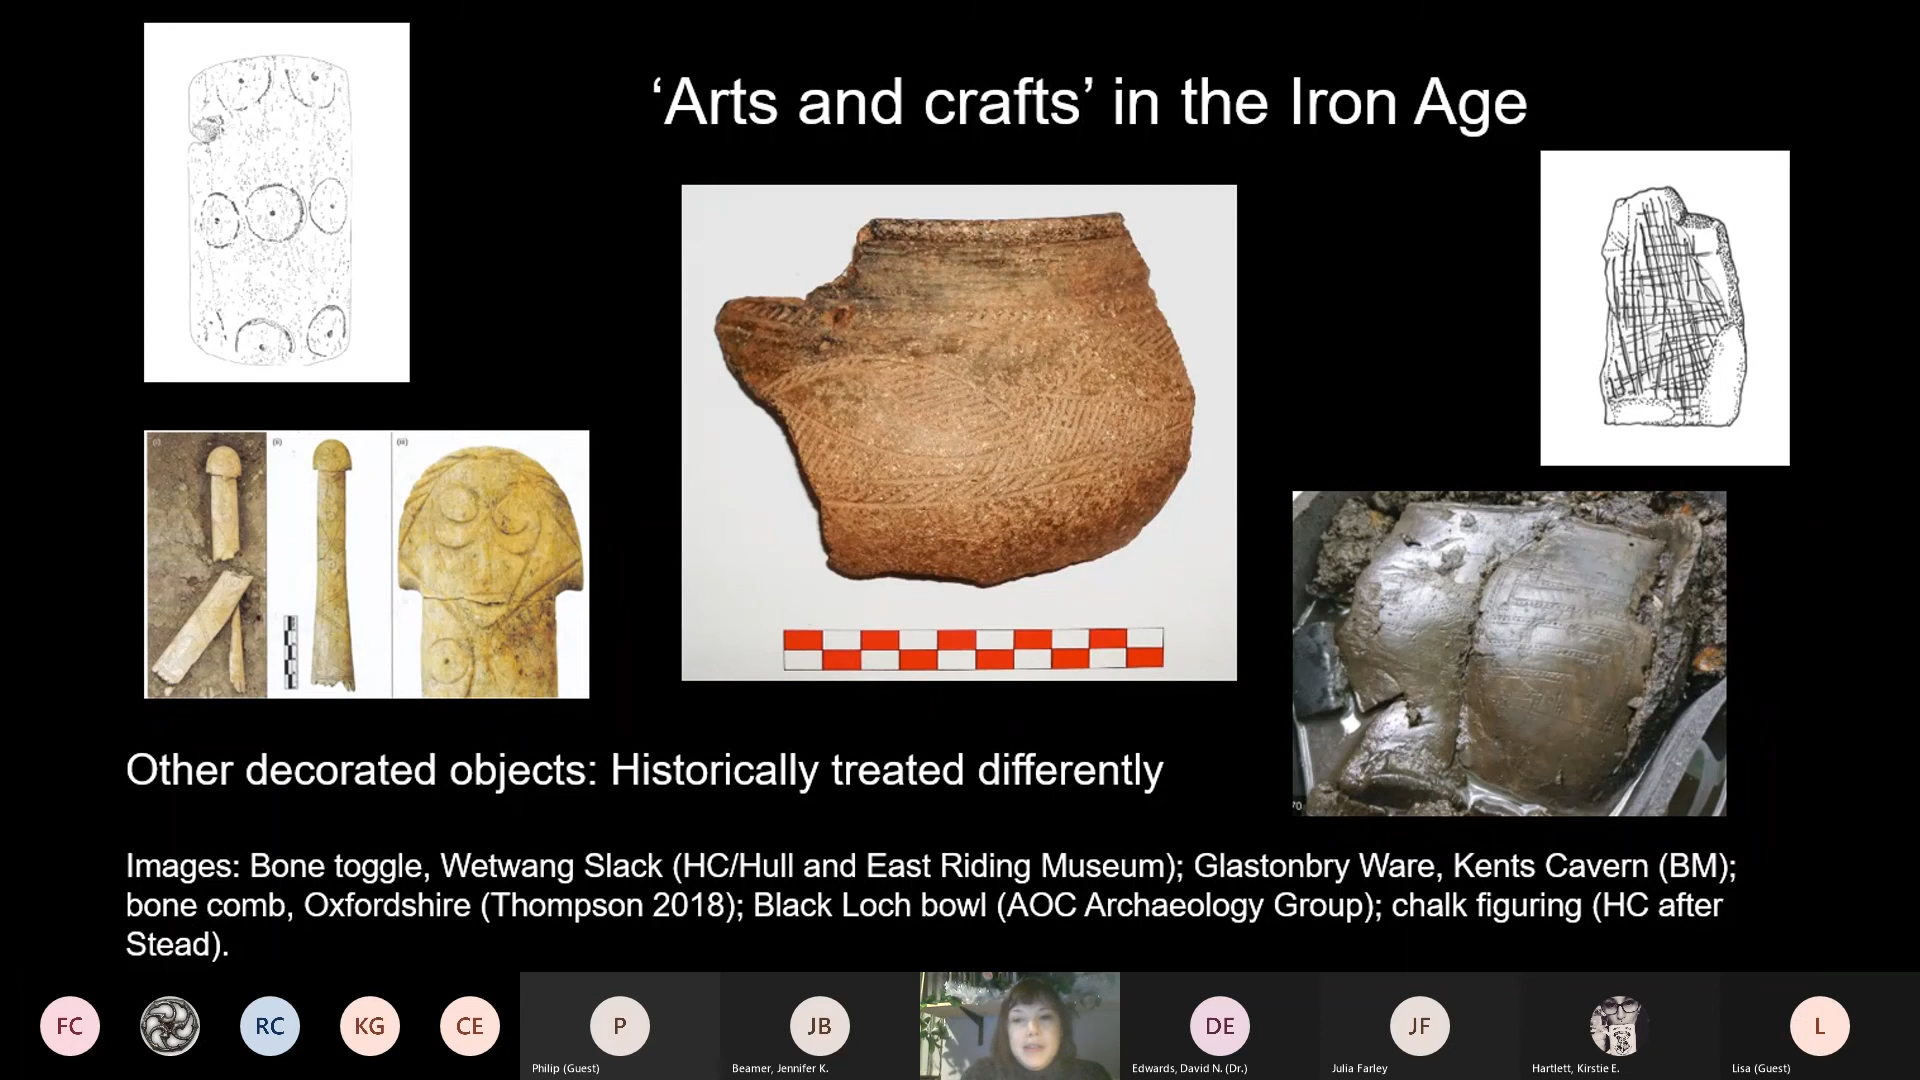 ‘Arts and crafts’ in the Iron Age
(i)
(ii)
(iii)
70
Other decorated objects: Historically treated differently
Images: Bone toggle, Wetwang Slack (HC/Hull and East Riding Museum); Glastonbry Ware, Kents Cavern (BM);
bone comb, Oxfordshire (Thompson 2018); Black Loch bowl (AOC Archaeology Group); chalk figuring (HC after
Stead).
FC
RC
KG
CE
P
JB
DE
JF
L
Philip (Guest)
Beamer, Jennifer K.
Edwards, David N. (Dr.)
Julia Farley
Hartlett, Kirstie E.
Lisa (Guest)